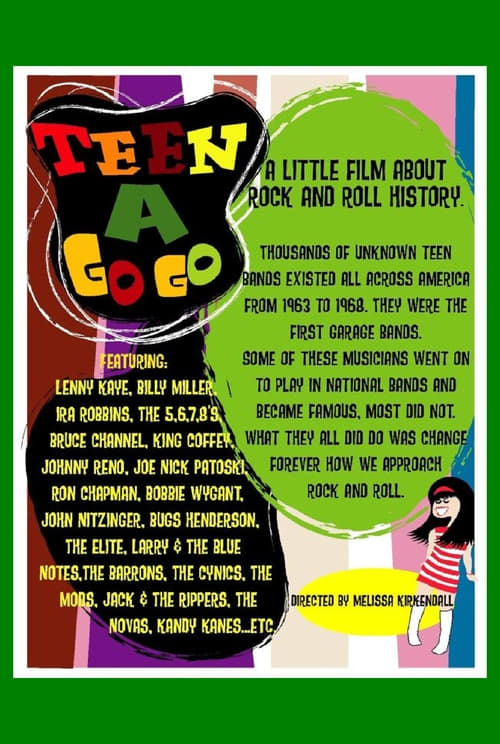 TEEN
A
GO GO
A LITTLE FILM ABOUT
ROCK AND ROLL HISTORY.
THOUSANDS OF UNKNOWN TEEN
BANDS EXISTED ALL ACROSS AMERICA
FROM 1963 TO 1968. THEY WERE THE
FIRST GARAGE BANDS.
SOME OF THESE MUSICIANS WENT ON
TO PLAY IN NATIONAL BANDS AND
BECAME FAMOUS, MOST DID NOT.
WHAT THEY ALL DID DO WAS CHANGE
FOREVER HOW WE APPROACH
ROCK AND ROLL.
FEATURING:
LENNY KAYE, BILLY MILLER,
IRA ROBBINS, THE 5,6,7,8'S,
BRUCE CHANNEL, KING COFFEY,
JOHNNY RENO, JOE NICK PATOSKI,
RON CHAPMAN, BOBBIE WYGANT,
JOHN NITZINGER, BUGS HENDERSON,
THE ELITE, LARRY & THE BLUE
NOTES,THE BARRONS, THE CYNICS, THE
MODS, JACK & THE RIPPERS, THE
NOVAS, KANDY KANES...ETC.
DIRECTED BY MELISSA KIRKENDALL